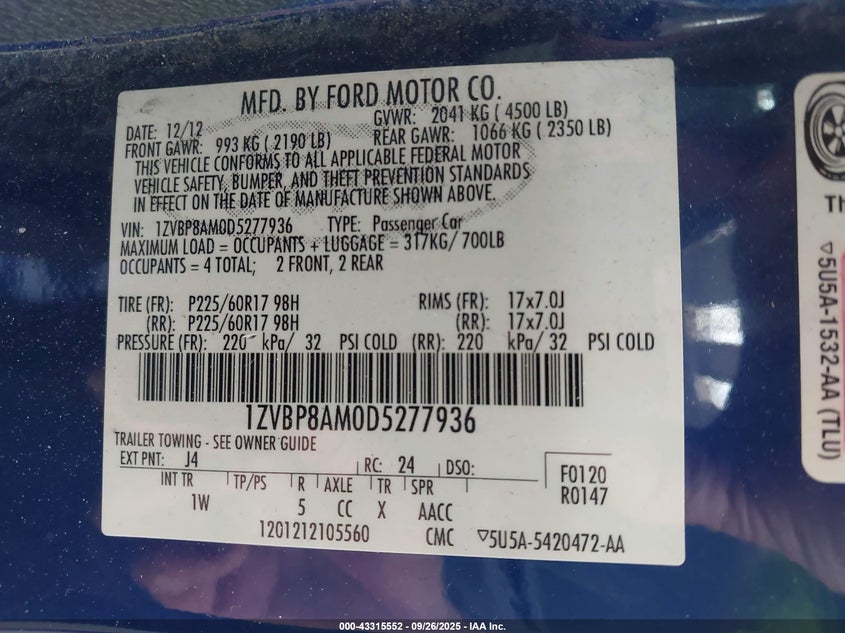 MFD. BY FORD MOTOR CO.
DATE: 12/12 GVWR: 2041 KG ( 4500 LB)
FRONT GAWR: 993 KG ( 2190 LB) REAR GAWR: 1066 KG ( 2350 LB)
THIS VEHICLE CONFORMS TO ALL APPLICABLE FEDERAL MOTOR
VEHICLE SAFETY, BUMPER, AND THEFT PREVENTION STANDARDS
IN EFFECT ON THE DATE OF MANUFACTURE SHOWN ABOVE.
VIN: 1ZVBP8AM0D5277936 TYPE: Passenger Car
MAXIMUM LOAD = OCCUPANTS + LUGGAGE = 317KG/ 700LB
OCCUPANTS = 4 TOTAL; 2 FRONT, 2 REAR
TIRE (FR): P225/60R17 98H RIMS (FR): 17x7.0J
(RR): P225/60R17 98H (RR): 17x7.0J
PRESSURE (FR): 220 kPa/ 32 PSI COLD (RR): 220 kPa/ 32 PSI COLD
1ZVBP8AM0D5277936
TRAILER TOWING - SEE OWNER GUIDE
EXT PNT: J4 RC: 24 DSO: F0120
INT TR TP/PS R AXLE TR SPR R0147
1W 5 CC X AACC
1201212105560 CMC ▽5U5A-5420472-AA
Th
▽5U5A-1532-AA (TLU)
000-43315552 - 09/26/2025 - IAA Inc.